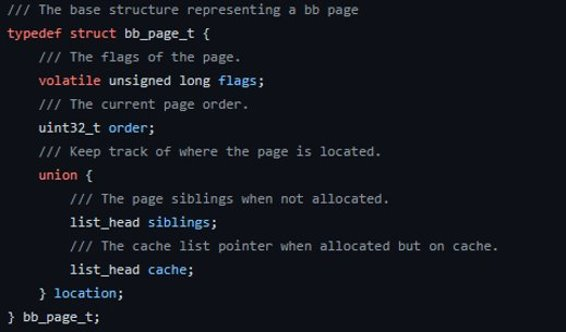 /// The base structure representing a bb page
typedef struct bb_page_t {
/// The flags of the page.
volatile unsigned long flags;
/// The current page order.
uint32_t order;
/// Keep track of where the page is located.
union {
/// The page siblings when not allocated.
list_head siblings;
/// The cache list pointer when allocated but on cache.
list_head cache;
} location;
} bb_page_t;